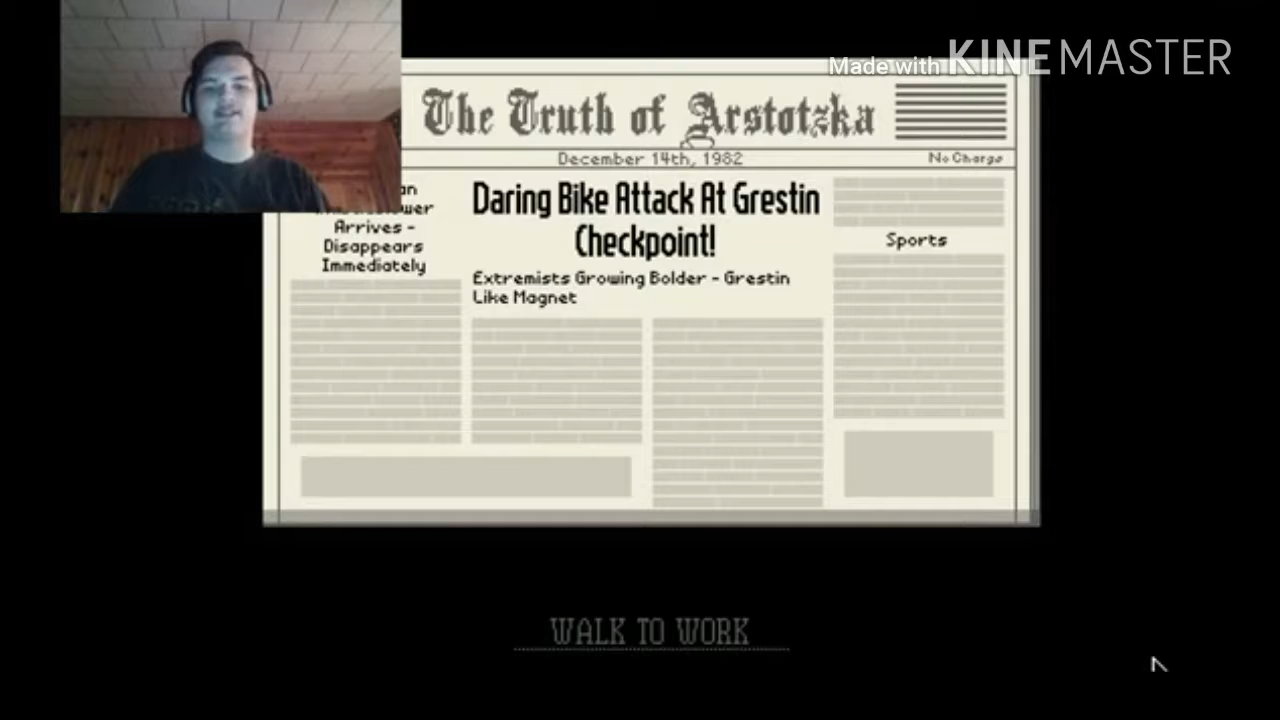 Made with KINEMASTER
The Truth of Arstotzka
December 14th, 1982
No Charge
Arrives -
Disappears
Immediately
Daring Bike Attack At Grestin
Checkpoint!
Extremists Growing Bolder - Grestin
Like Magnet
Sports
WALK TO WORK